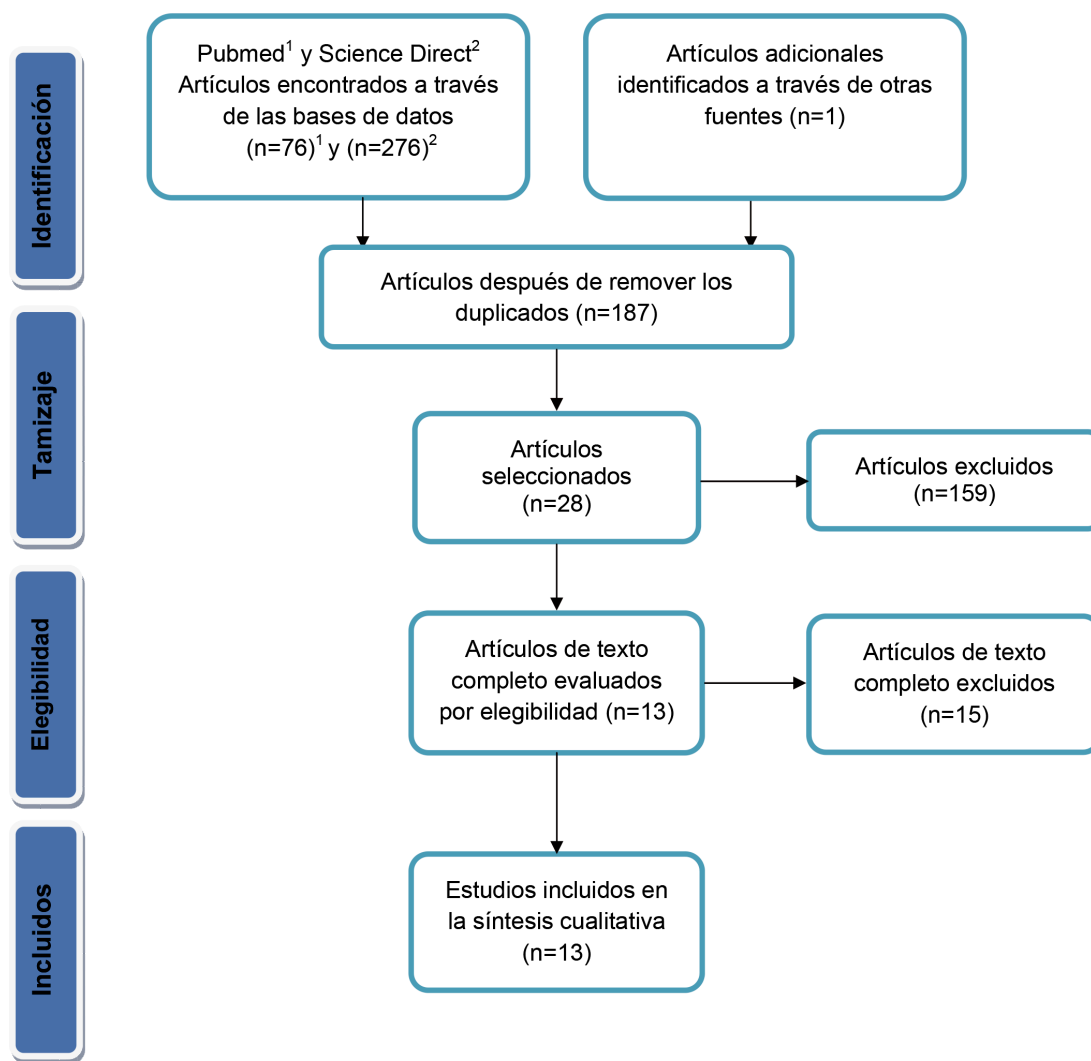 Identificación
Pubmed¹ y Science Direct²
Artículos encontrados a través
de las bases de datos
(n=76)¹ y (n=276)²
Artículos adicionales
identificados a través de otras
fuentes (n=1)
Artículos después de remover los
duplicados (n=187)
Tamizaje
Artículos
seleccionados
(n=28)
Artículos excluidos
(n=159)
Elegibilidad
Artículos de texto
completo evaluados
por elegibilidad (n=13)
Artículos de texto
completo excluidos
(n=15)
Incluidos
Estudios incluidos en
la síntesis cualitativa
(n=13)